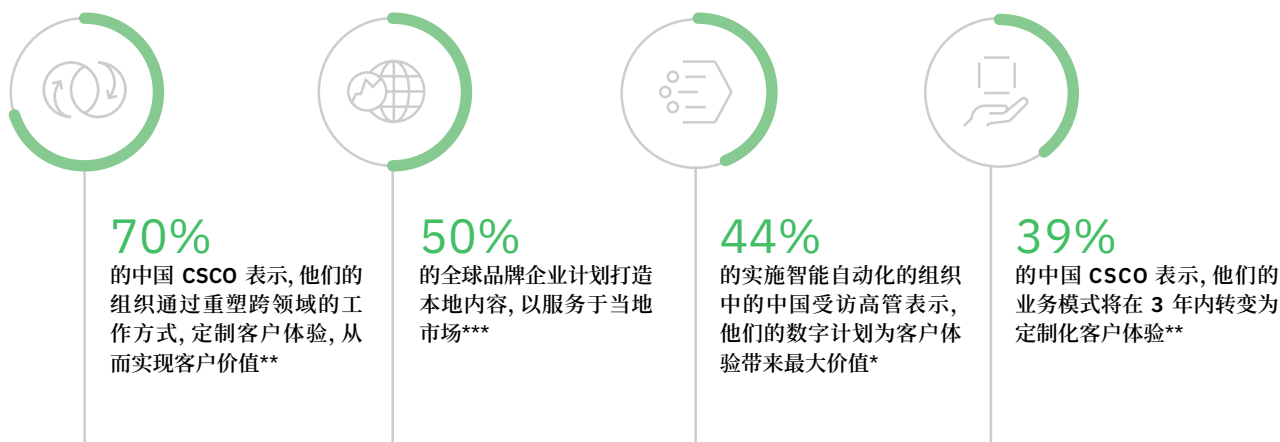 70%
的中国 CSCO 表示, 他们的
组织通过重塑跨领域的工
作方式, 定制客户体验, 从
而实现客户价值**
50%
的全球品牌企业计划打造
本地内容, 以服务于当地
市场***
44%
的实施智能自动化的组织
中的中国受访高管表示,
他们的数字计划为客户体
验带来最大价值*
39%
的中国 CSCO 表示, 他们的
业务模式将在 3 年内转变为
定制化客户体验**